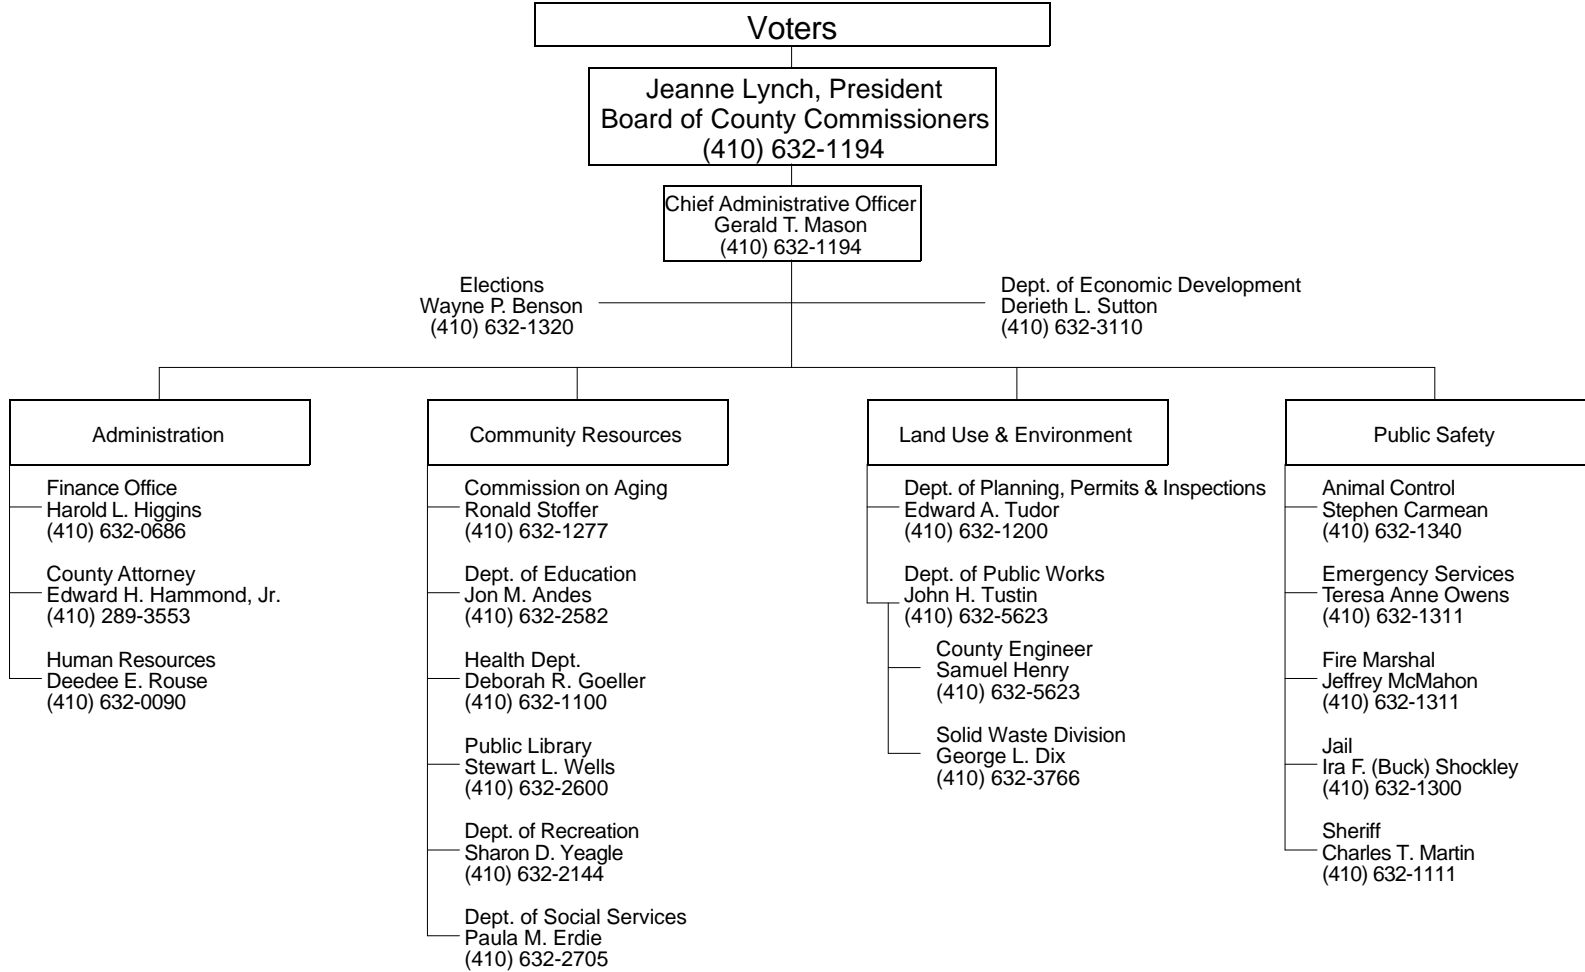 Voters
Jeanne Lynch, President
Board of County Commissioners
(410) 632-1194
Chief Administrative Officer
Gerald T. Mason
(410) 632-1194
Elections
Wayne P. Benson
(410) 632-1320
Dept. of Economic Development
Derieth L. Sutton
(410) 632-3110
Administration
Finance Office
Harold L. Higgins
(410) 632-0686
County Attorney
Edward H. Hammond, Jr.
(410) 289-3553
Human Resources
Deedee E. Rouse
(410) 632-0090
Community Resources
Commission on Aging
Ronald Stoffer
(410) 632-1277
Dept. of Education
Jon M. Andes
(410) 632-2582
Health Dept.
Deborah R. Goeller
(410) 632-1100
Public Library
Stewart L. Wells
(410) 632-2600
Dept. of Recreation
Sharon D. Yeagle
(410) 632-2144
Dept. of Social Services
Paula M. Erdie
(410) 632-2705
Land Use & Environment
Dept. of Planning, Permits & Inspections
Edward A. Tudor
(410) 632-1200
Dept. of Public Works
John H. Tustin
(410) 632-5623
County Engineer
Samuel Henry
(410) 632-5623
Solid Waste Division
George L. Dix
(410) 632-3766
Public Safety
Animal Control
Stephen Carmean
(410) 632-1340
Emergency Services
Teresa Anne Owens
(410) 632-1311
Fire Marshal
Jeffrey McMahon
(410) 632-1311
Jail
Ira F. (Buck) Shockley
(410) 632-1300
Sheriff
Charles T. Martin
(410) 632-1111